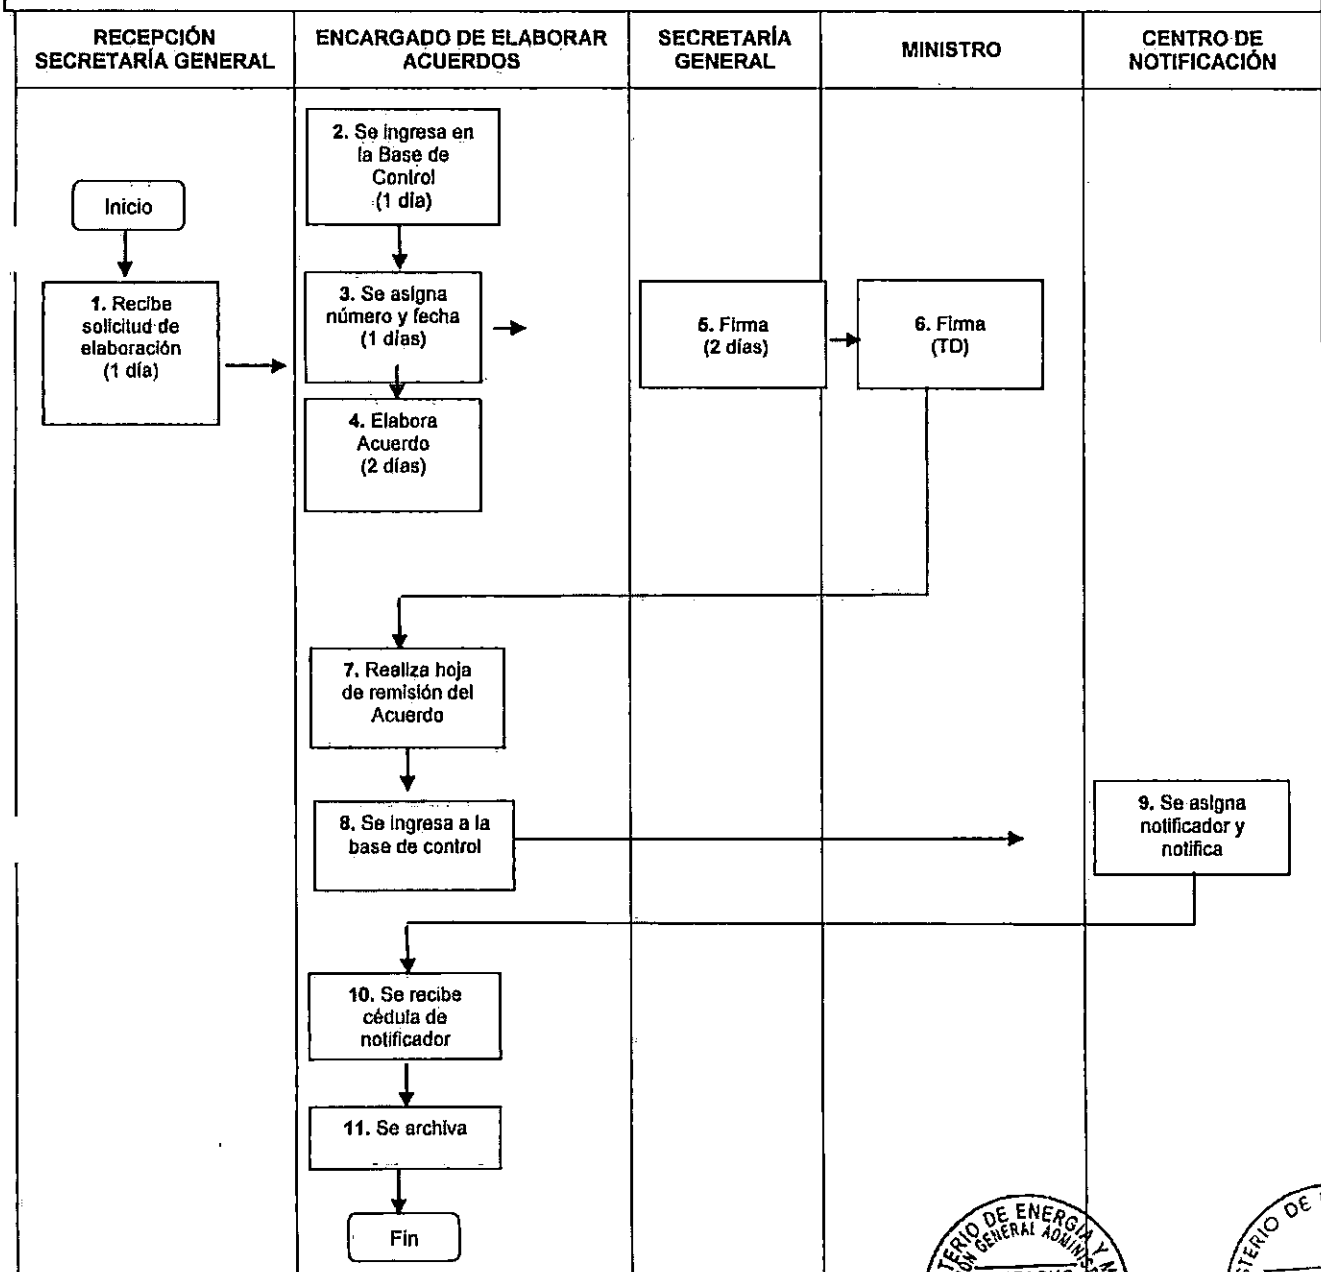 RECEPCIÓN
SECRETARÍA GENERAL
ENCARGADO DE ELABORAR
ACUERDOS
SECRETARÍA
GENERAL
MINISTRO
CENTRO DE
NOTIFICACIÓN
Inicio
1. Recibe
solicitud de
elaboración
(1 día)
2. Se ingresa en
la Base de
Control
(1 día)
3. Se asigna
número y fecha
(1 días)
4. Elabora
Acuerdo
(2 días)
5. Firma
(2 días)
6. Firma
(TD)
7. Realiza hoja
de remisión del
Acuerdo
8. Se ingresa a la
base de control
9. Se asigna
notificador y
notifica
10. Se recibe
cédula de
notificador
11. Se archiva
Fin
DE ENERGÍA Y
GENERAL
DE